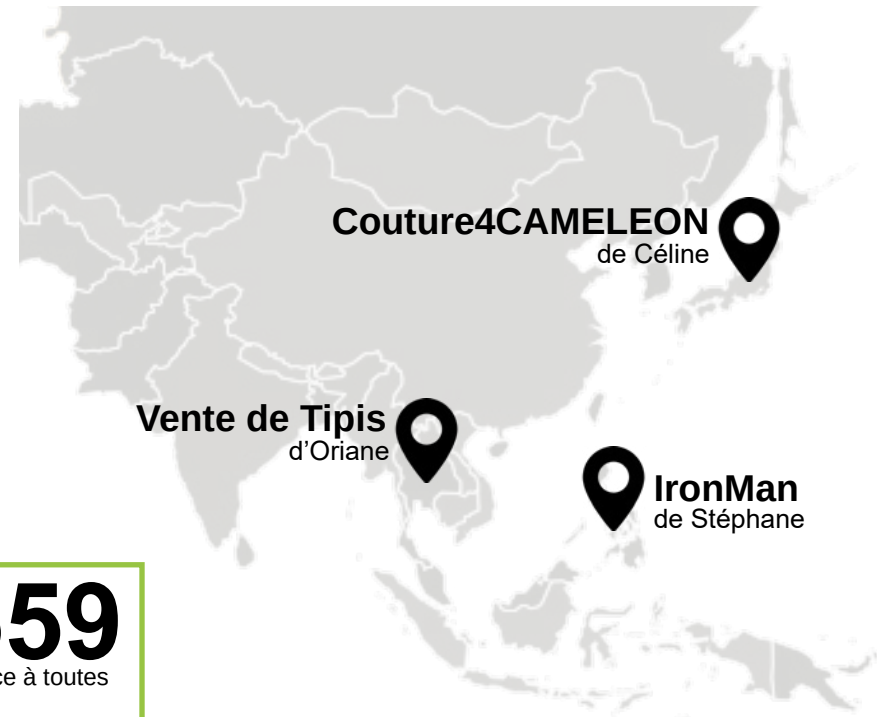 Couture4CAMELEON
de Céline
Vente de Tipis
d’Oriane
IronMan
de Stéphane
59
à toutes